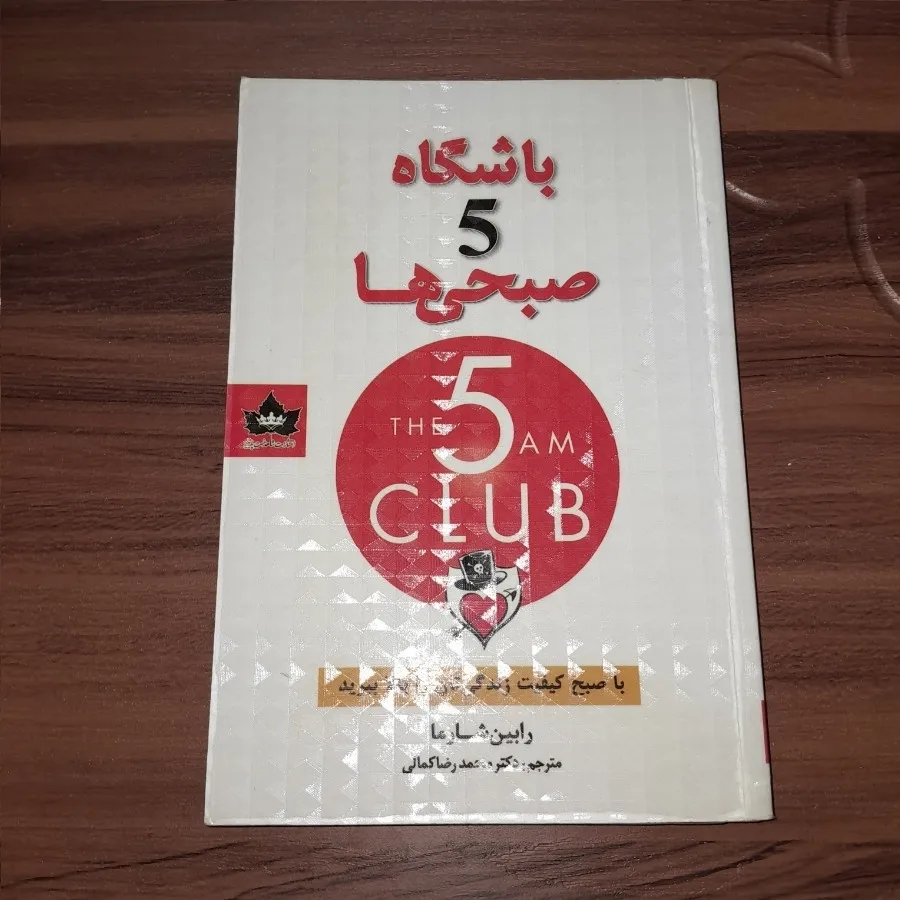 باشگاه
5
صبحی‌ها
THE 5 AM
CLUB
با صبح کیفیت زندگی‌تان را بالا ببرید
رابین شارما
مترجم: دکتر محمدرضا کمالی